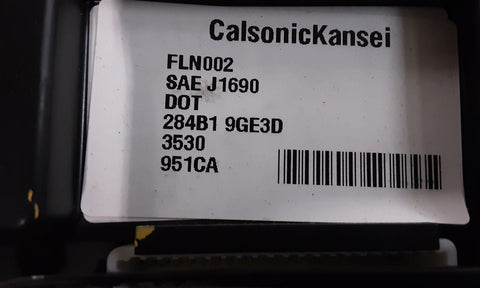 CalsonicKansei
FLN002
SAE J1690
DOT
284B1 9GE3D
3530
951CA